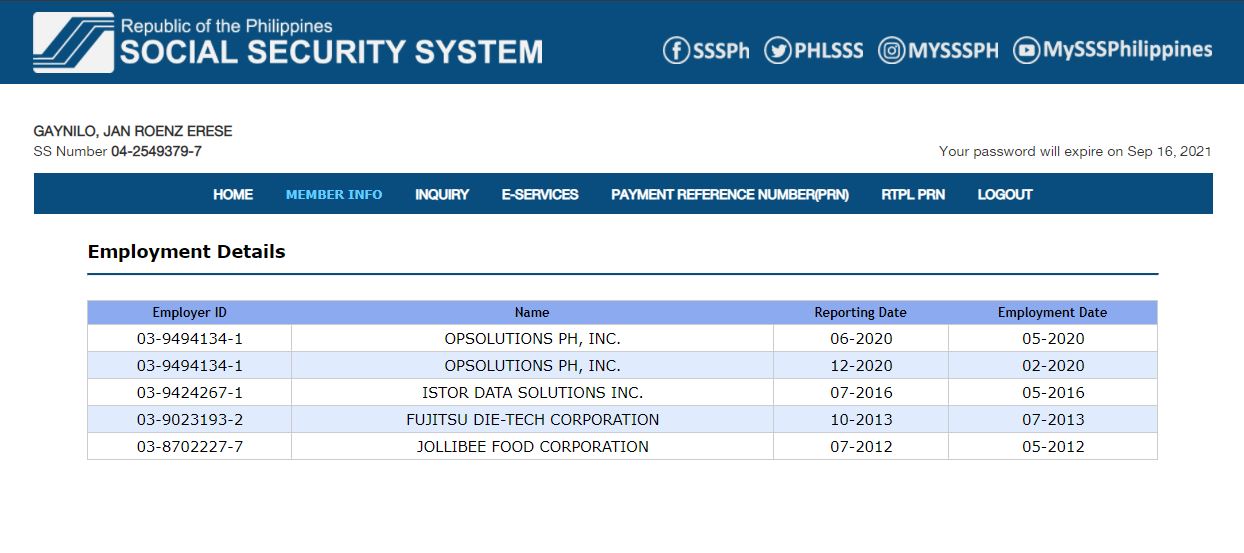 Republic of the Philippines
SOCIAL SECURITY SYSTEM
SSSPh PHLSSS MYSSSPH MySSSPhilippines
GAYNILO, JAN ROENZ ERESE
SS Number 04-2549379-7
Your password will expire on Sep 16, 2021
HOME MEMBER INFO INQUIRY E-SERVICES PAYMENT REFERENCE NUMBER(PRN) RTPL PRN LOGOUT
Employment Details
Employer ID Name Reporting Date Employment Date
03-9494134-1 OPSOLUTIONS PH, INC. 06-2020 05-2020
03-9494134-1 OPSOLUTIONS PH, INC. 12-2020 02-2020
03-9424267-1 ISTOR DATA SOLUTIONS INC. 07-2016 05-2016
03-9023193-2 FUJITSU DIE-TECH CORPORATION 10-2013 07-2013
03-8702227-7 JOLLIBEE FOOD CORPORATION 07-2012 05-2012